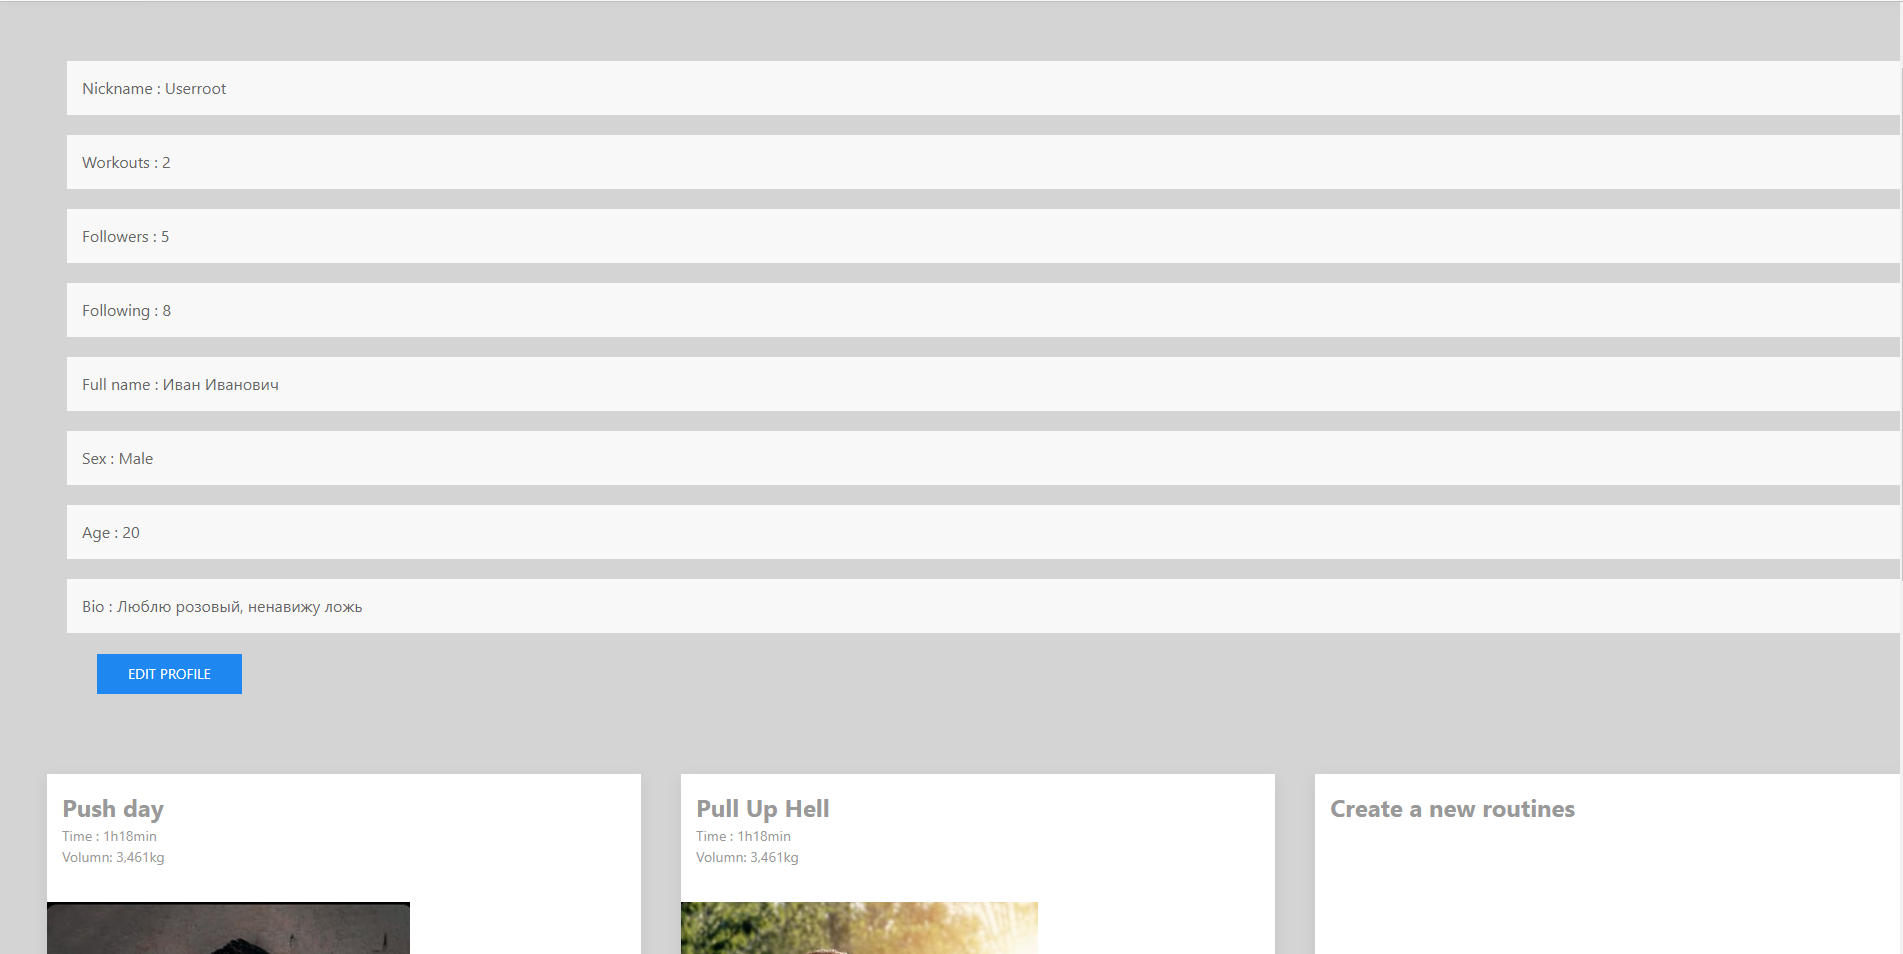 Nickname : Userroot
Workouts : 2
Followers : 5
Following : 8
Full name : Иван Иванович
Sex : Male
Age : 20
Bio : Люблю розовый, ненавижу ложь
EDIT PROFILE
Push day
Time : 1h18min
Volumn: 3,461kg
Pull Up Hell
Time : 1h18min
Volumn: 3,461kg
Create a new routines